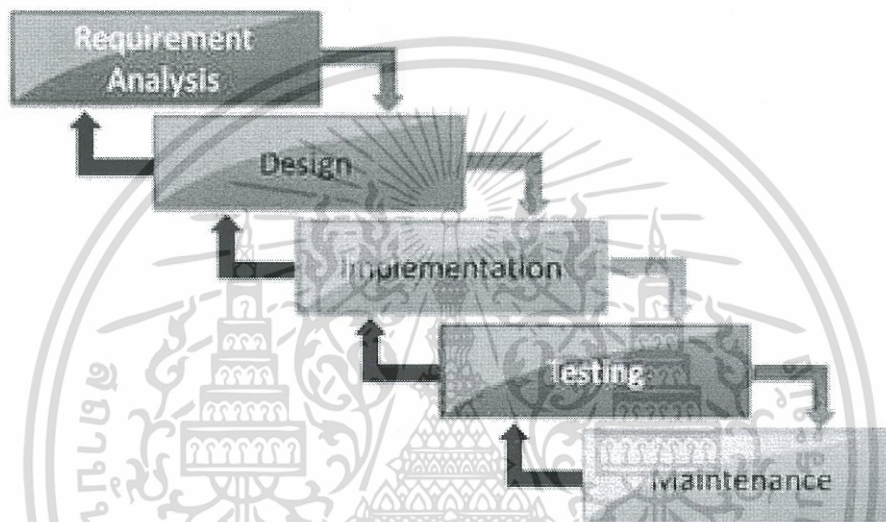 Requirement
Analysis
Design
Implementation
Testing
Maintenance